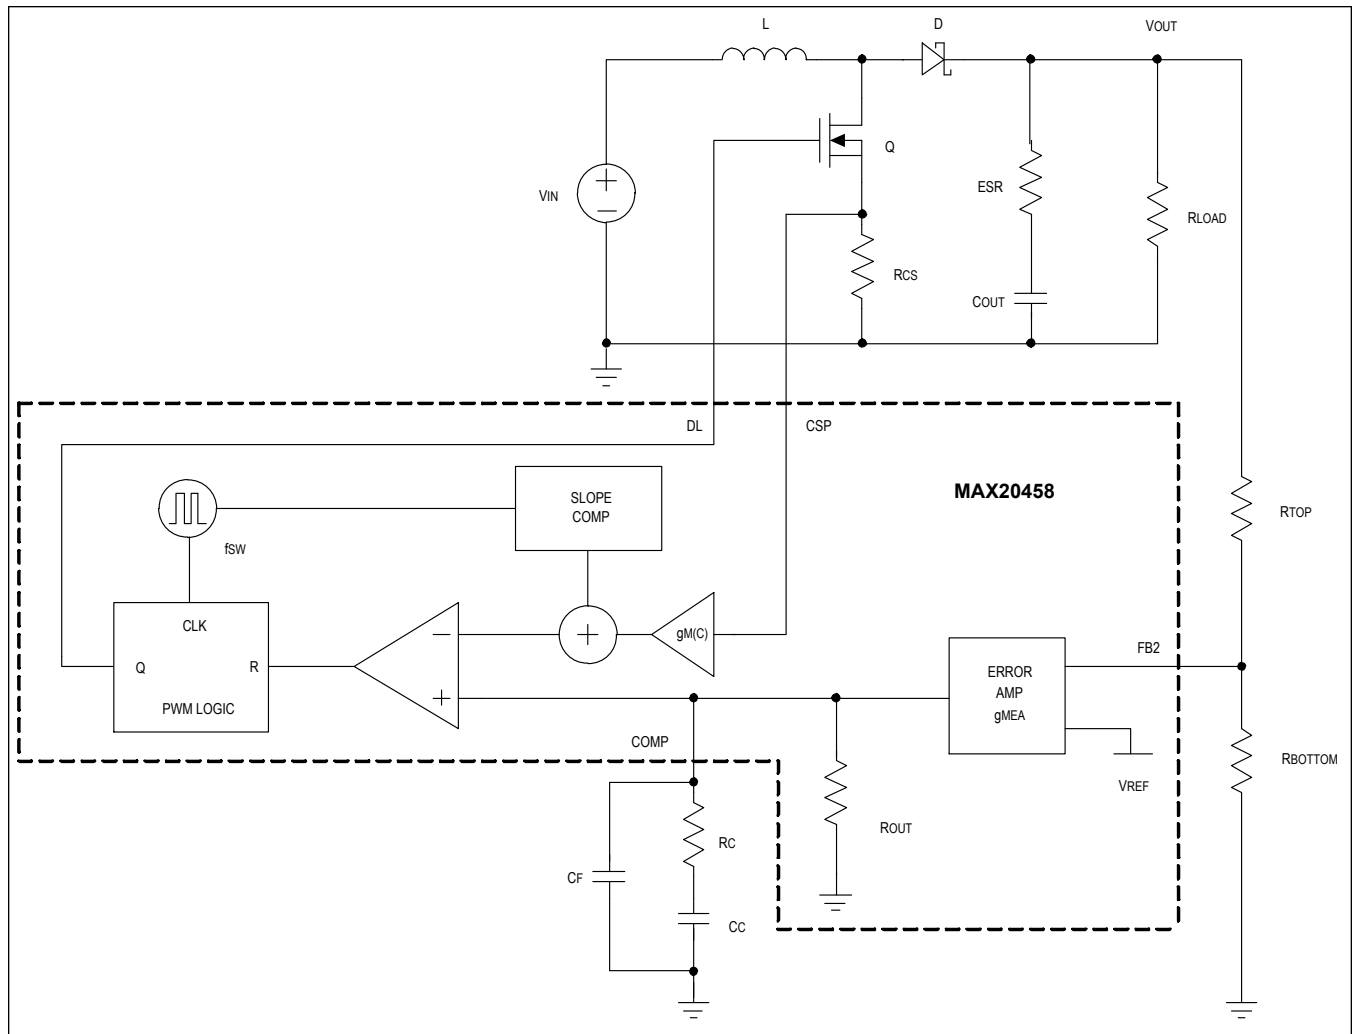 L
D
VOUT
Q
VIN
ESR
RLOAD
RCS
COUT
DL
CSP
MAX20458
SLOPE
COMP
RTOP
fSW
CLK
gM(C)
Q
R
PWM LOGIC
FB2
ERROR
AMP
gMEA
COMP
VREF
RBOTTOM
ROUT
RC
CF
CC